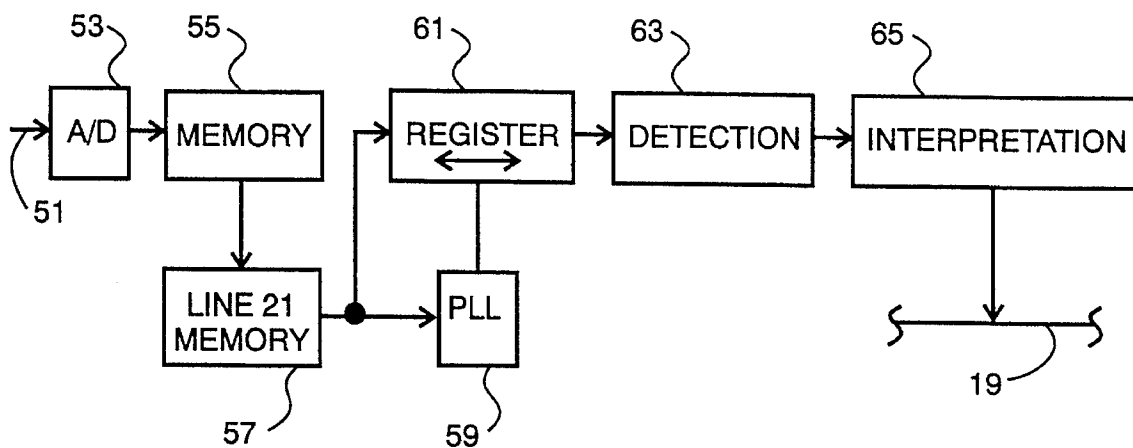 53
55
61
63
65
A/D
MEMORY
REGISTER
DETECTION
INTERPRETATION
51
LINE 21
MEMORY
PLL
57
59
19